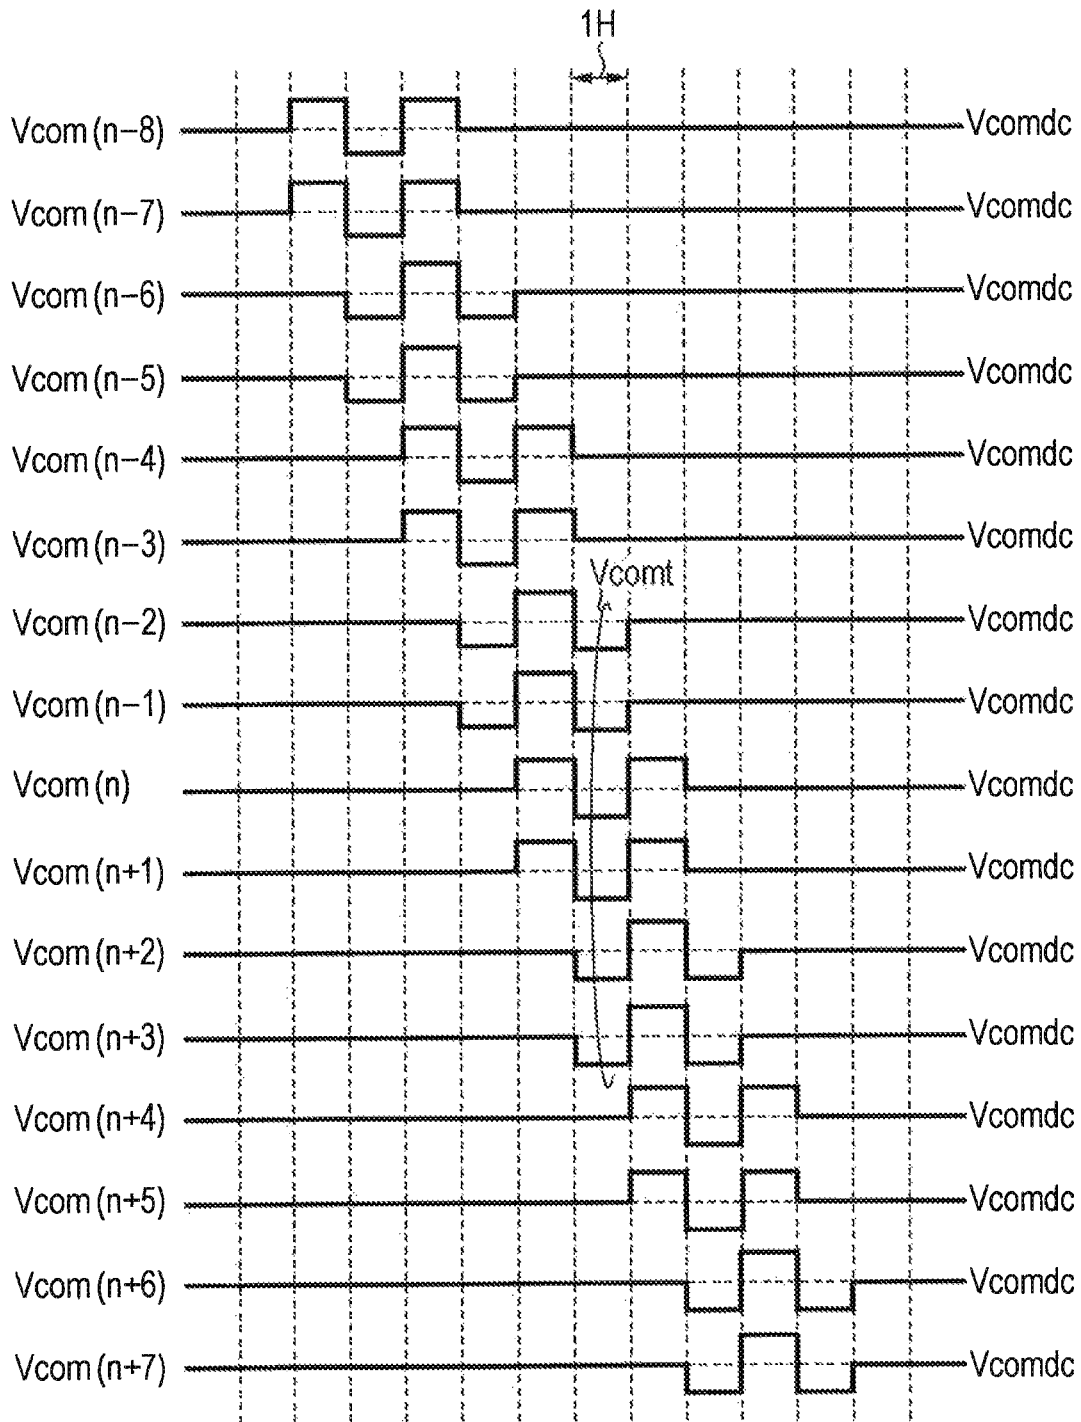 1H
Vcom(n−8) Vcomdc
Vcom(n−7) Vcomdc
Vcom(n−6) Vcomdc
Vcom(n−5) Vcomdc
Vcom(n−4) Vcomdc
Vcom(n−3) Vcomdc
Vcomt
Vcom(n−2) Vcomdc
Vcom(n−1) Vcomdc
Vcom(n) Vcomdc
Vcom(n+1) Vcomdc
Vcom(n+2) Vcomdc
Vcom(n+3) Vcomdc
Vcom(n+4) Vcomdc
Vcom(n+5) Vcomdc
Vcom(n+6) Vcomdc
Vcom(n+7) Vcomdc